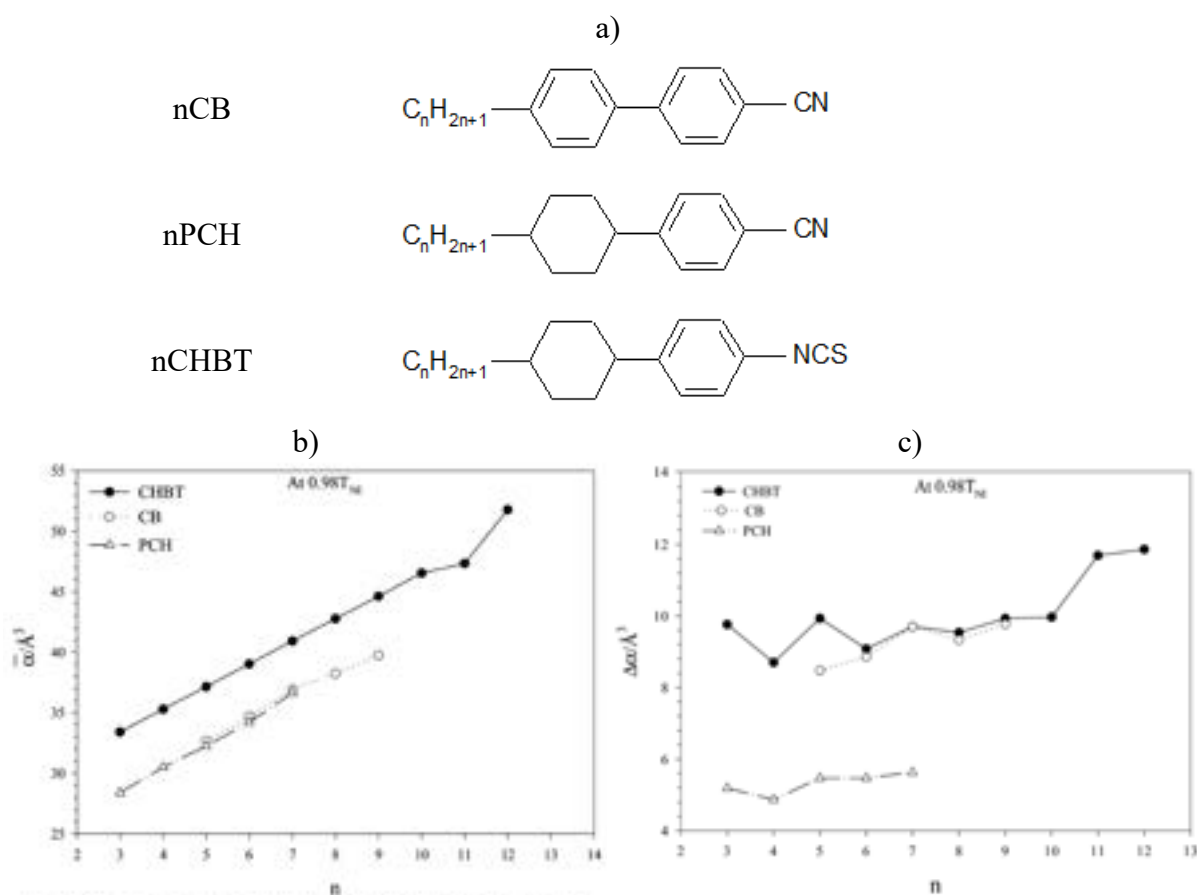 a)
nCB
CₙH₂ₙ₊₁
CN
nPCH
CₙH₂ₙ₊₁
CN
nCHBT
CₙH₂ₙ₊₁
NCS
b)
55
50
45
40
35
30
25
ᾱ/Å³
At 0.98T_NI
CHBT
CB
PCH
2 3 4 5 6 7 8 9 10 11 12 13 14
n
c)
14
12
10
8
6
4
Δα/Å³
At 0.98T_NI
CHBT
CB
PCH
2 3 4 5 6 7 8 9 10 11 12 13
n